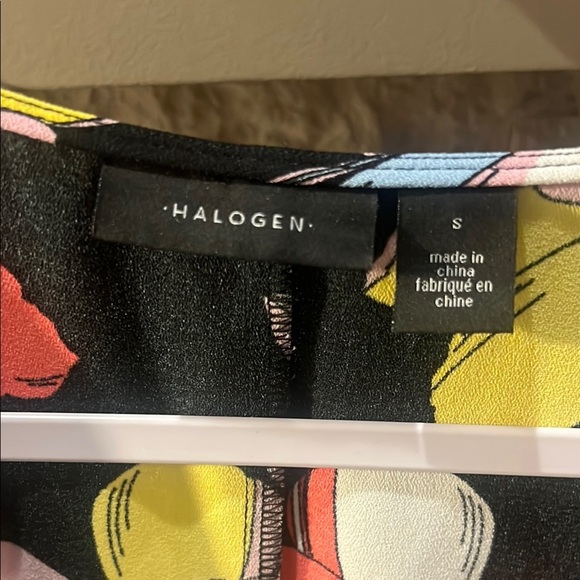 ·HALOGEN·
S
made in
china
fabriqué en
chine